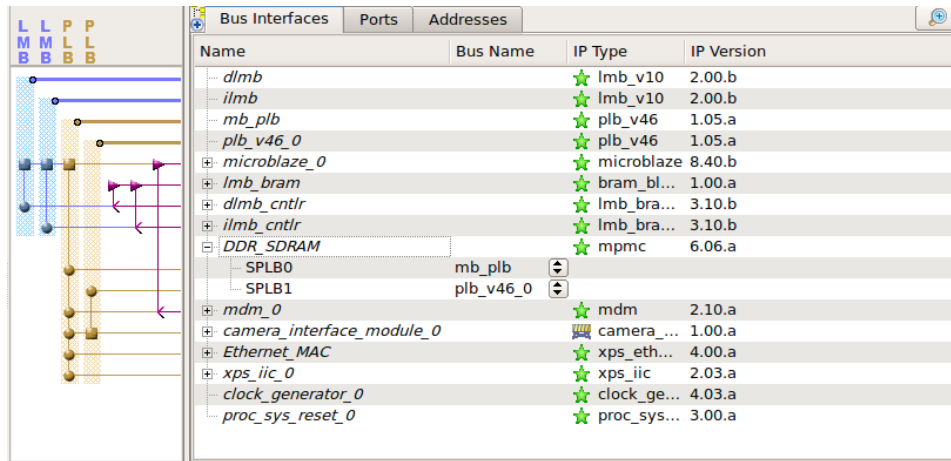 L L P P
M M L L
B B B B
Bus Interfaces Ports Addresses
Name Bus Name IP Type IP Version
dlmb lmb_v10 2.00.b
ilmb lmb_v10 2.00.b
mb_plb plb_v46 1.05.a
plb_v46_0 plb_v46 1.05.a
microblaze_0 microblaze 8.40.b
lmb_bram bram_bl... 1.00.a
dlmb_cntlr lmb_bra... 3.10.b
ilmb_cntlr lmb_bra... 3.10.b
DDR_SDRAM mpmc 6.06.a
SPLB0 mb_plb
SPLB1 plb_v46_0
mdm_0 mdm 2.10.a
camera_interface_module_0 camera_... 1.00.a
Ethernet_MAC xps_eth... 4.00.a
xps_iic_0 xps_iic 2.03.a
clock_generator_0 clock_ge... 4.03.a
proc_sys_reset_0 proc_sys... 3.00.a